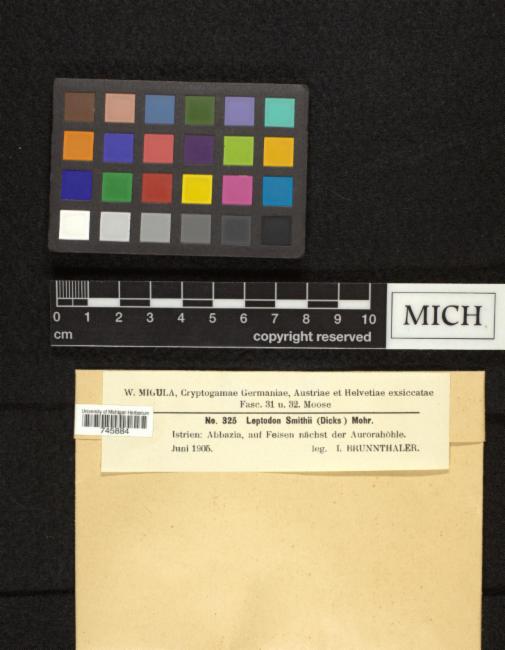 0 1 2 3 4 5 6 7 8 9 10
cm copyright reserved
MICH
W. MIGULA, Cryptogamae Germaniae, Austriae et Helvetiae exsiccatae
Fasc. 31 u. 32. Moose
University of Michigan Herbarium
745884
No. 325 Leptodon Smithii (Dicks) Mohr.
Istrien: Abbazia, auf Felsen nächst der Aurorahöhle.
Juni 1905. leg. I. BRUNNTHALER.